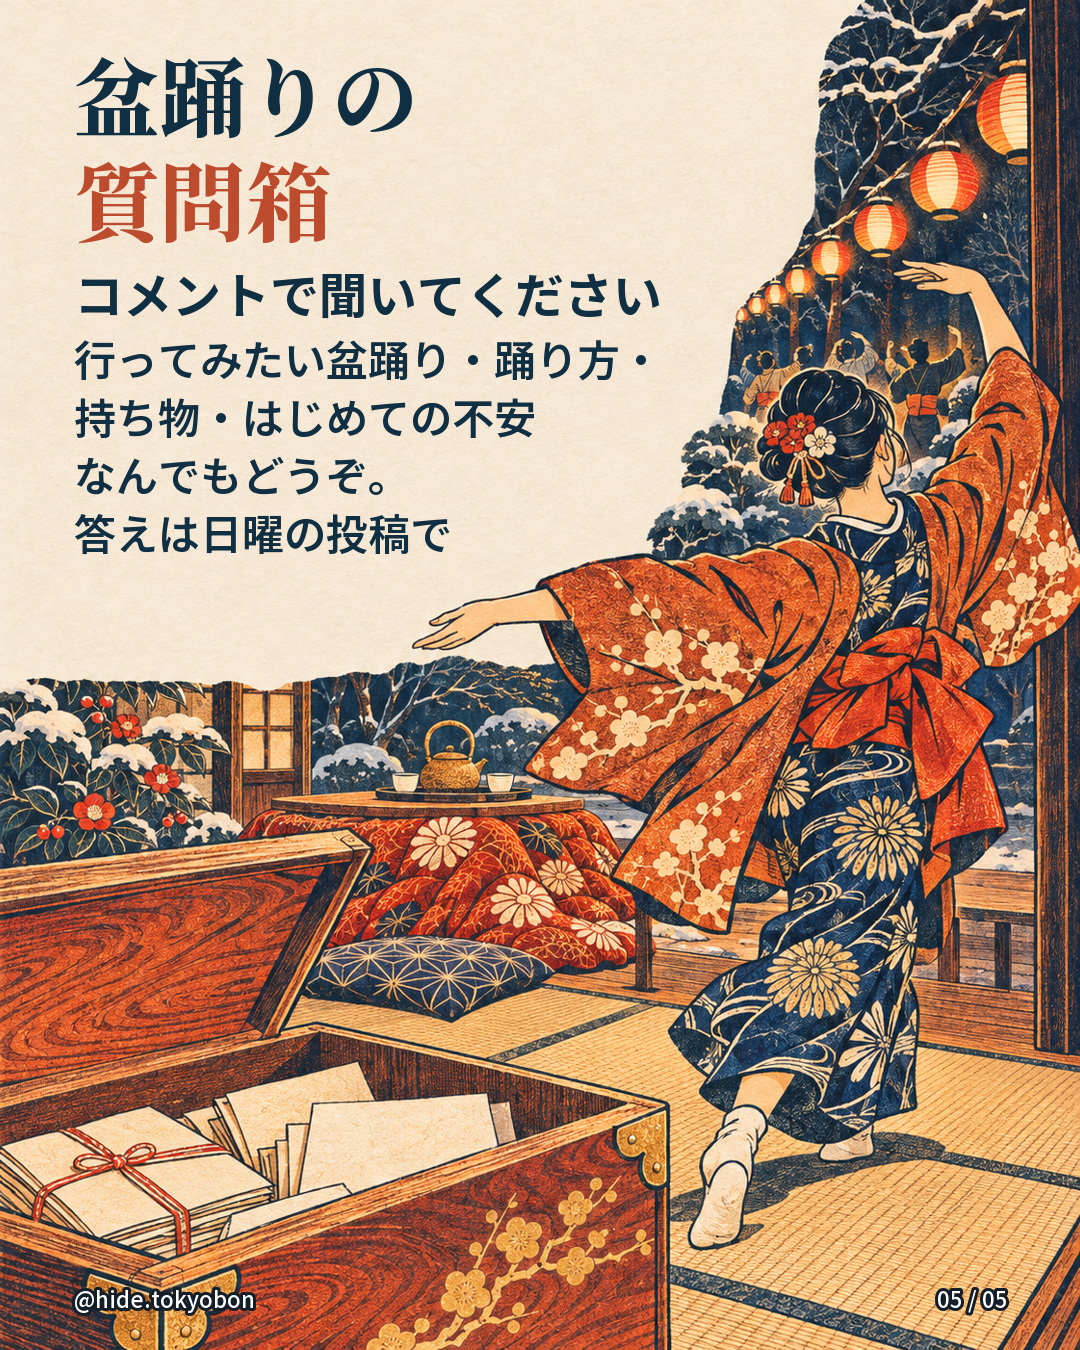 盆踊りの
質問箱
コメントで聞いてください
行ってみたい盆踊り・踊り方・
持ち物・はじめての不安
なんでもどうぞ。
答えは日曜の投稿で
@hide.tokyobon
05 / 05